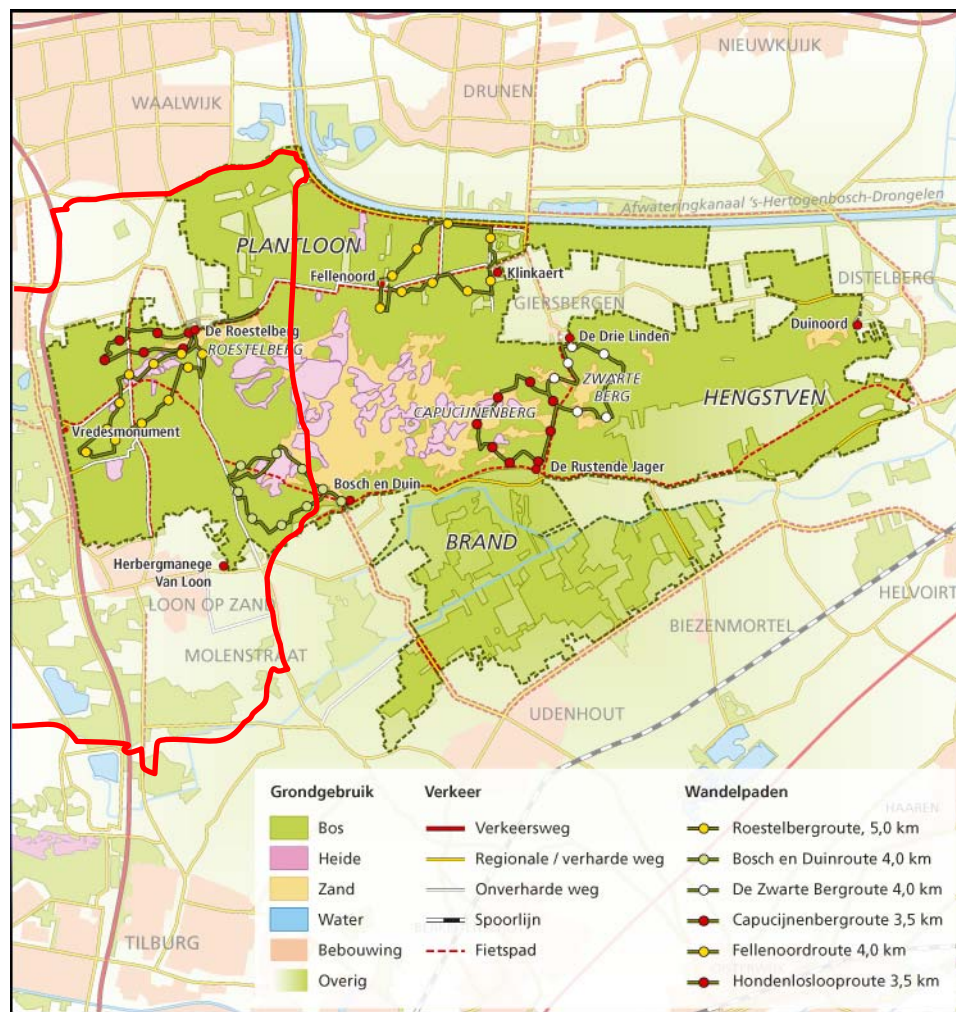 NIEUWKUIJK
DRUNEN
WAALWIJK
Afwateringkanaal 's-Hertogenbosch-Drongelen
PLANTLOON
Fellenoord
Klinkaert
DISTELBERG
GIERSBERGEN
Duinoord
De Roestelberg
De Drie Linden
ROESTELBERG
ZWARTE
BERG
HENGSTVEN
CAPUCIJNENBERG
Vredesmonument
De Rustende Jager
Bosch en Duin
BRAND
Herbergmanege
Van Loon
HELVOIRT
LOON OP ZAND
BIEZENMORTEL
MOLENSTRAAT
UDENHOUT
TILBURG
HAAREN
Grondgebruik
Bos
Heide
Zand
Water
Bebouwing
Overig
Verkeer
Verkeersweg
Regionale / verharde weg
Onverharde weg
Spoorlijn
Fietspad
Wandelpaden
Roestelbergroute, 5,0 km
Bosch en Duinroute 4,0 km
De Zwarte Bergroute 4,0 km
Capucijnenbergroute 3,5 km
Fellenoordroute 4,0 km
Hondenloslooproute 3,5 km